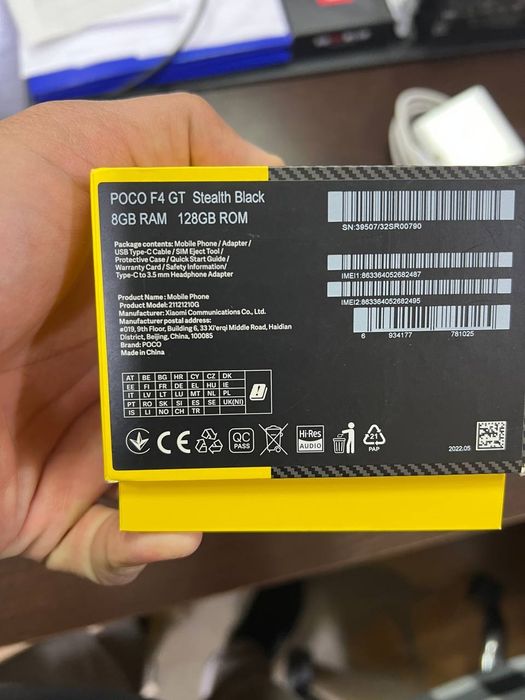 POCO F4 GT Stealth Black
8GB RAM 128GB ROM
Package contents: Mobile Phone / Adapter /
USB Type-C Cable / SIM Eject Tool /
Protective Case / Quick Start Guide /
Warranty Card / Safety Information/
Type-C to 3.5 mm Headphone Adapter
Product Name : Mobile Phone
Product Model: 21121210G
Manufacturer: Xiaomi Communications Co., Ltd.
Manufacturer postal address:
#019, 9th Floor, Building 6, 33 Xi'erqi Middle Road, Haidian
District, Beijing, China, 100085
Brand: POCO
Made in China
AT BE BG HR CY CZ DK
EE FI FR DE EL HU IE
IT LV LT LU MT NL PL
PT RO SK SI ES SE UK(NI)
IS LI NO CH TR
SN:39507/32SR00790
IMEI1:863364052682487
IMEI2:863364052682495
6 934177 781025
CE
QC
PASS
Hi-Res
AUDIO
21
PAP
2022.05